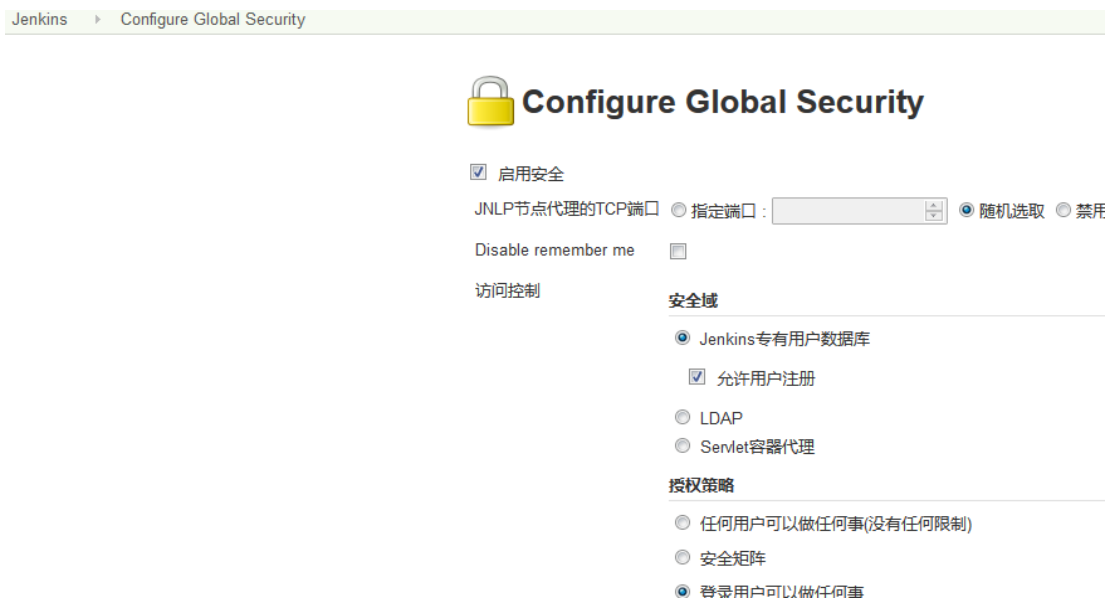 Jenkins Configure Global Security
Configure Global Security
启用安全
JNLP节点代理的TCP端口 指定端口 : 随机选取 禁用
Disable remember me
访问控制
安全域
Jenkins专有用户数据库
允许用户注册
LDAP
Servlet容器代理
授权策略
任何用户可以做任何事(没有任何限制)
安全矩阵
登录用户可以做任何事